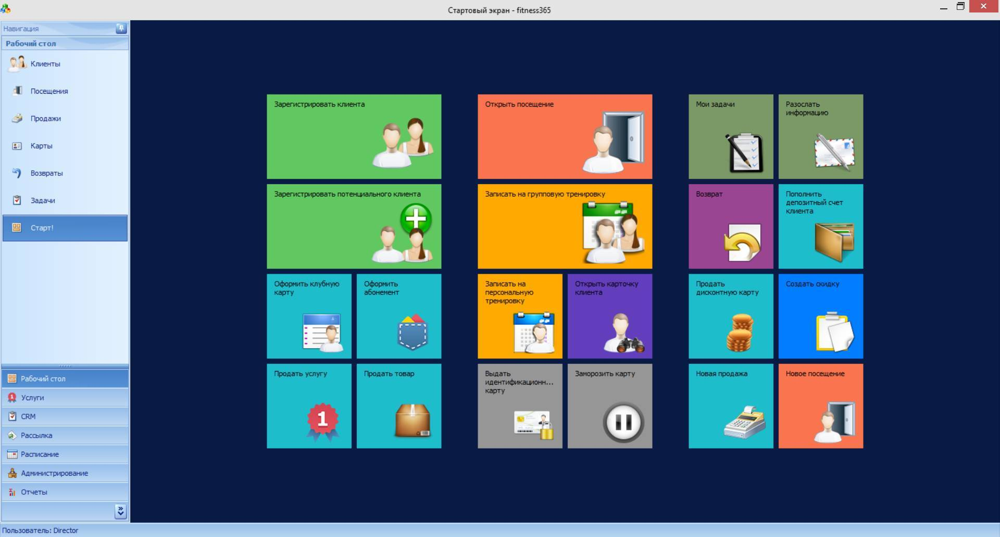 Стартовый экран - fitness365
Навигация
Рабочий стол
Клиенты
Посещения
Продажи
Карты
Возвраты
Задачи
Старт!
Рабочий стол
Услуги
CRM
Рассылка
Расписание
Администрирование
Отчеты
Зарегистрировать клиента
Зарегистрировать потенциального клиента
Оформить клубную
карту
Оформить
абонемент
Продать услугу
1
Продать товар
Открыть посещение
Записать на групповую тренировку
Записать на
персональную
тренировку
Открыть карточку
клиента
Выдать
идентификационн...
карту
Заморозить карту
Мои задачи
Разослать
информацию
Возврат
Пополнить
депозитный счет
клиента
Продать
дисконтную карту
Создать скидку
Новая продажа
Новое посещение
Пользователь: Director